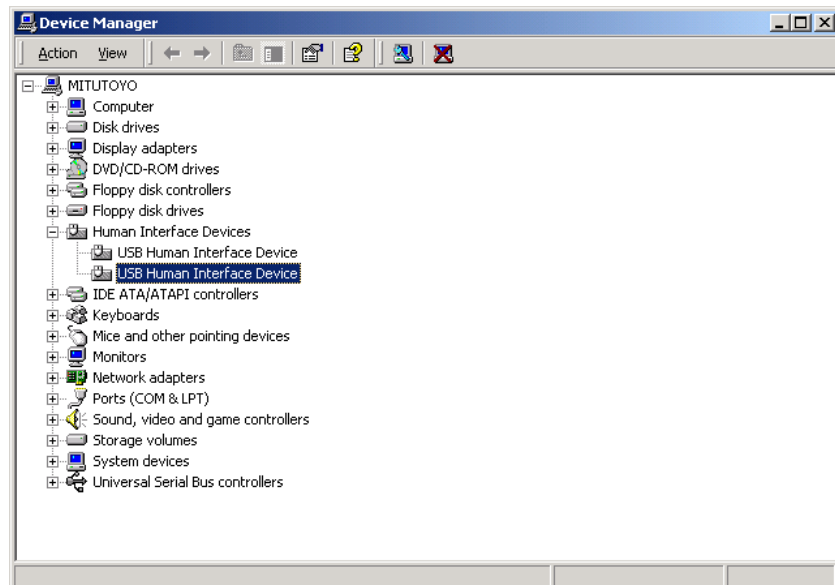 Device Manager
Action View
MITUTOYO
Computer
Disk drives
Display adapters
DVD/CD-ROM drives
Floppy disk controllers
Floppy disk drives
Human Interface Devices
USB Human Interface Device
USB Human Interface Device
IDE ATA/ATAPI controllers
Keyboards
Mice and other pointing devices
Monitors
Network adapters
Ports (COM & LPT)
Sound, video and game controllers
Storage volumes
System devices
Universal Serial Bus controllers